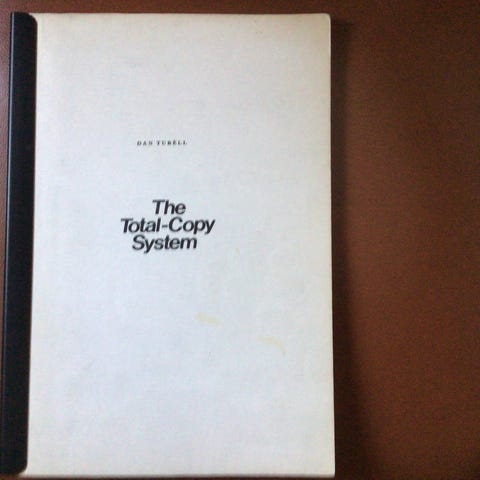 DAN TURÈLL
The
Total-Copy
System